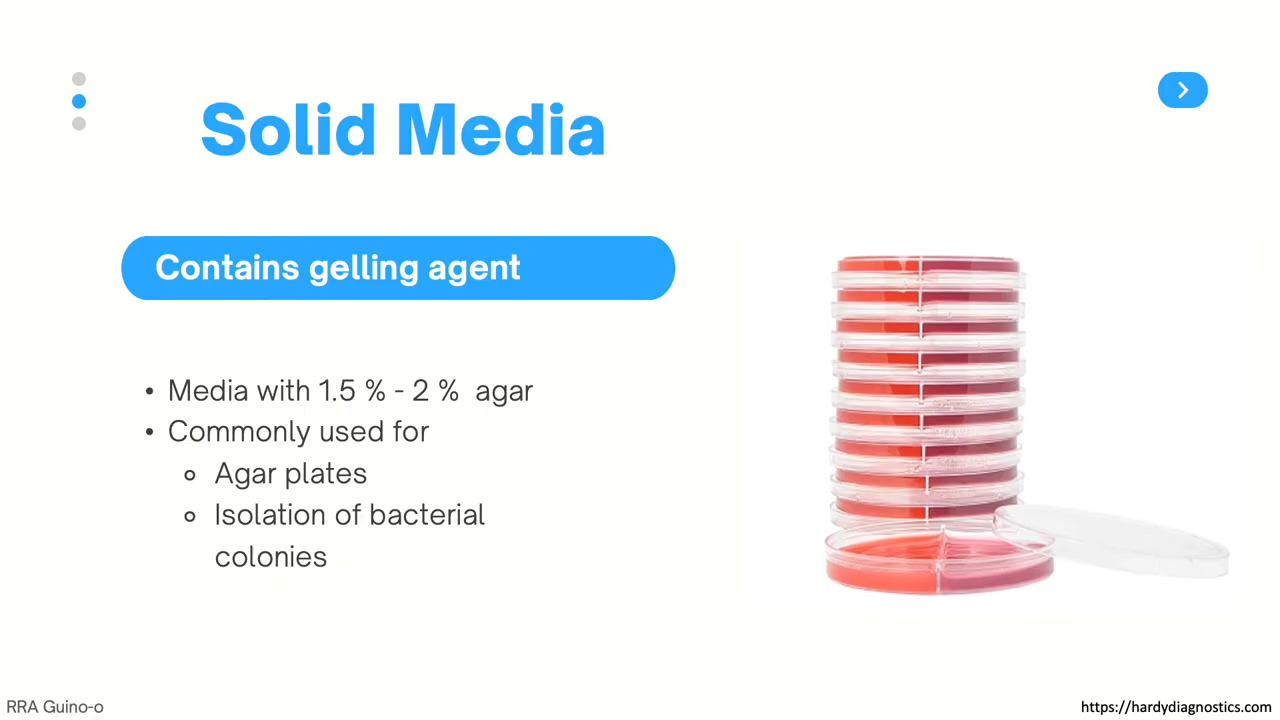 Solid Media
Contains gelling agent
• Media with 1.5 % - 2 % agar
• Commonly used for
Agar plates
Isolation of bacterial
colonies
RRA Guino-o
https://hardydiagnostics.com